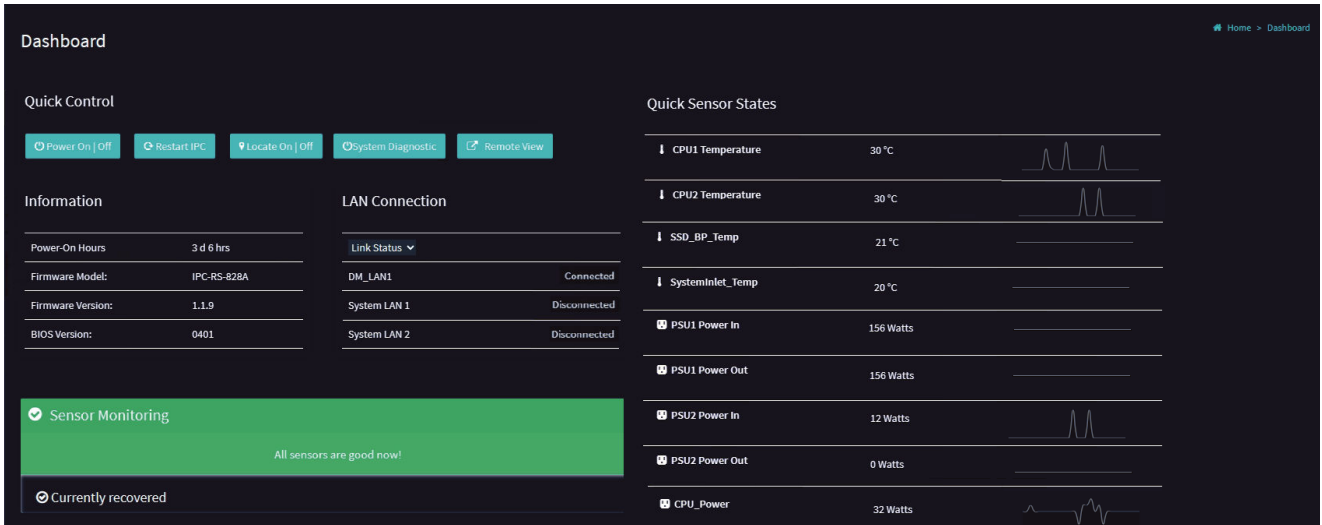 Home > Dashboard
Dashboard
Quick Control
Power On | Off
Restart IPC
Locate On | Off
System Diagnostic
Remote View
Information
Power-On Hours 3 d 6 hrs
Firmware Model: IPC-RS-828A
Firmware Version: 1.1.9
BIOS Version: 0401
LAN Connection
Link Status
DM_LAN1 Connected
System LAN 1 Disconnected
System LAN 2 Disconnected
Sensor Monitoring
All sensors are good now!
Currently recovered
Quick Sensor States
CPU1 Temperature 30 °C
CPU2 Temperature 30 °C
SSD_BP_Temp 21 °C
SystemInlet_Temp 20 °C
PSU1 Power In 156 Watts
PSU1 Power Out 156 Watts
PSU2 Power In 12 Watts
PSU2 Power Out 0 Watts
CPU_Power 32 Watts